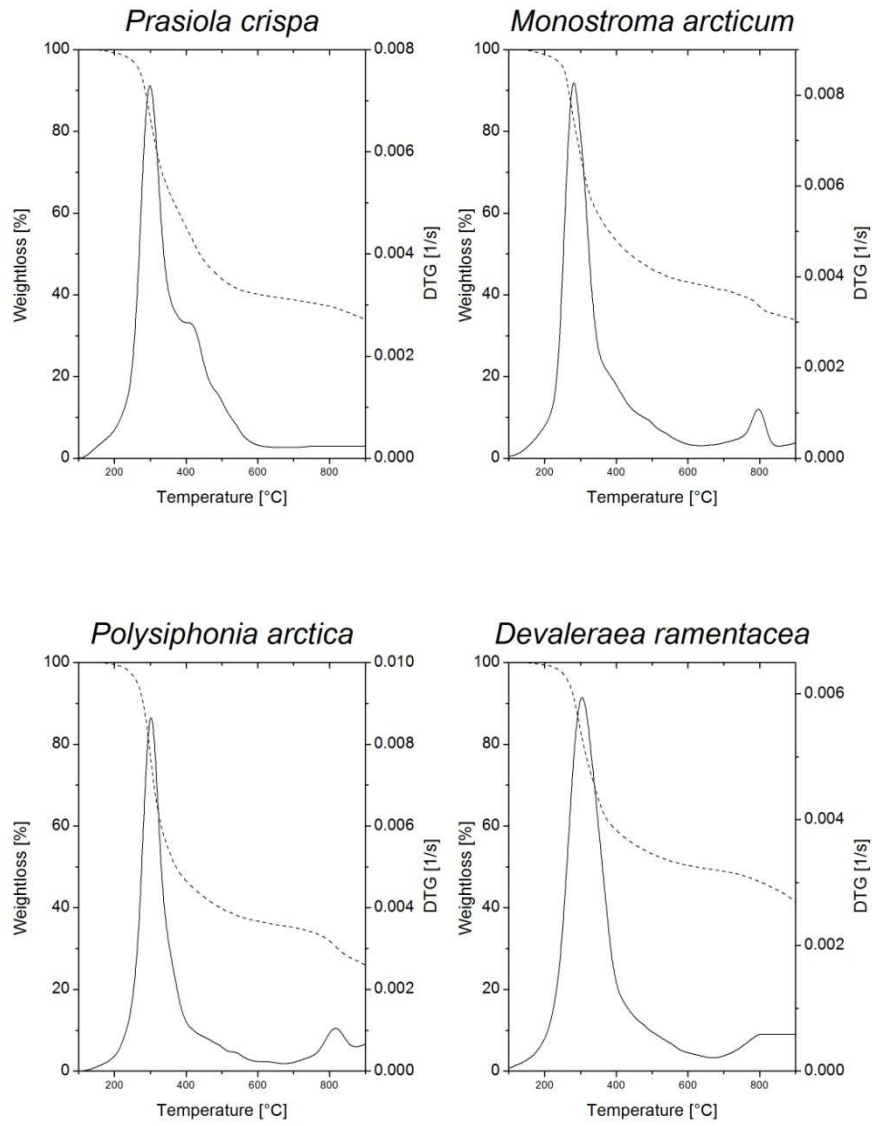 Prasiola crispa
100
80
60
40
20
0
Weightloss [%]
0.008
0.006
0.004
0.002
0.000
DTG [1/s]
200 400 600 800
Temperature [°C]
Monostroma arcticum
100
80
60
40
20
0
Weightloss [%]
0.008
0.006
0.004
0.002
0.000
DTG [1/s]
200 400 600 800
Temperature [°C]
Polysiphonia arctica
100
80
60
40
20
0
Weightloss [%]
0.010
0.008
0.006
0.004
0.002
0.000
DTG [1/s]
200 400 600 800
Temperature [°C]
Devaleraea ramentacea
100
80
60
40
20
0
Weightloss [%]
0.006
0.004
0.002
0.000
DTG [1/s]
200 400 600 800
Temperature [°C]